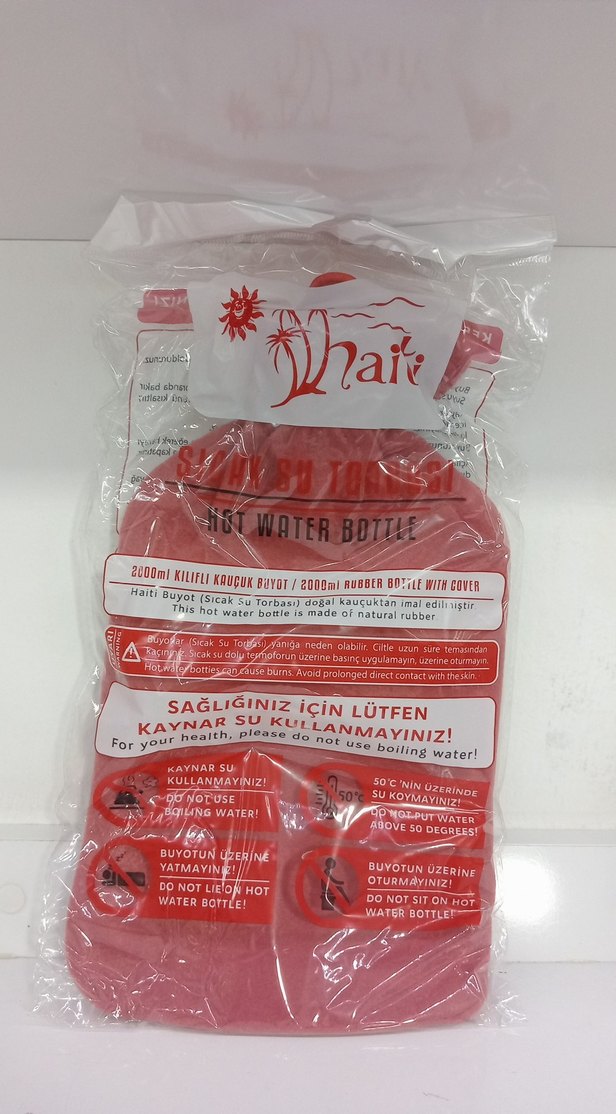 haiti
SICAK SU TORBASI
HOT WATER BOTTLE
2000ml KILIFLI KAUÇUK BUYOT / 2000ml RUBBER BOTTLE WITH COVER
Haiti Buyot (Sıcak Su Torbası) doğal kauçuktan imal edilmiştir
This hot water bottle is made of natural rubber
UYARI
WARNING
Buyotlar (Sıcak Su Torbası) yanığa neden olabilir. Ciltle uzun süre temasından
kaçınınız. Sıcak su dolu termoforun üzerine basınç uygulamayın, üzerine oturmayın.
Hot water bottles can cause burns. Avoid prolonged direct contact with the skin.
SAĞLIĞINIZ İÇİN LÜTFEN
KAYNAR SU KULLANMAYINIZ!
For your health, please do not use boiling water!
KAYNAR SU
KULLANMAYINIZ!
DO NOT USE
BOILING WATER!
50°C
50°C 'NİN ÜZERİNDE
SU KOYMAYINIZ!
DO NOT PUT WATER
ABOVE 50 DEGREES!
BUYOTUN ÜZERİNE
YATMAYINIZ!
DO NOT LIE ON HOT
WATER BOTTLE!
BUYOTUN ÜZERİNE
OTURMAYINIZ!
DO NOT SIT ON HOT
WATER BOTTLE!